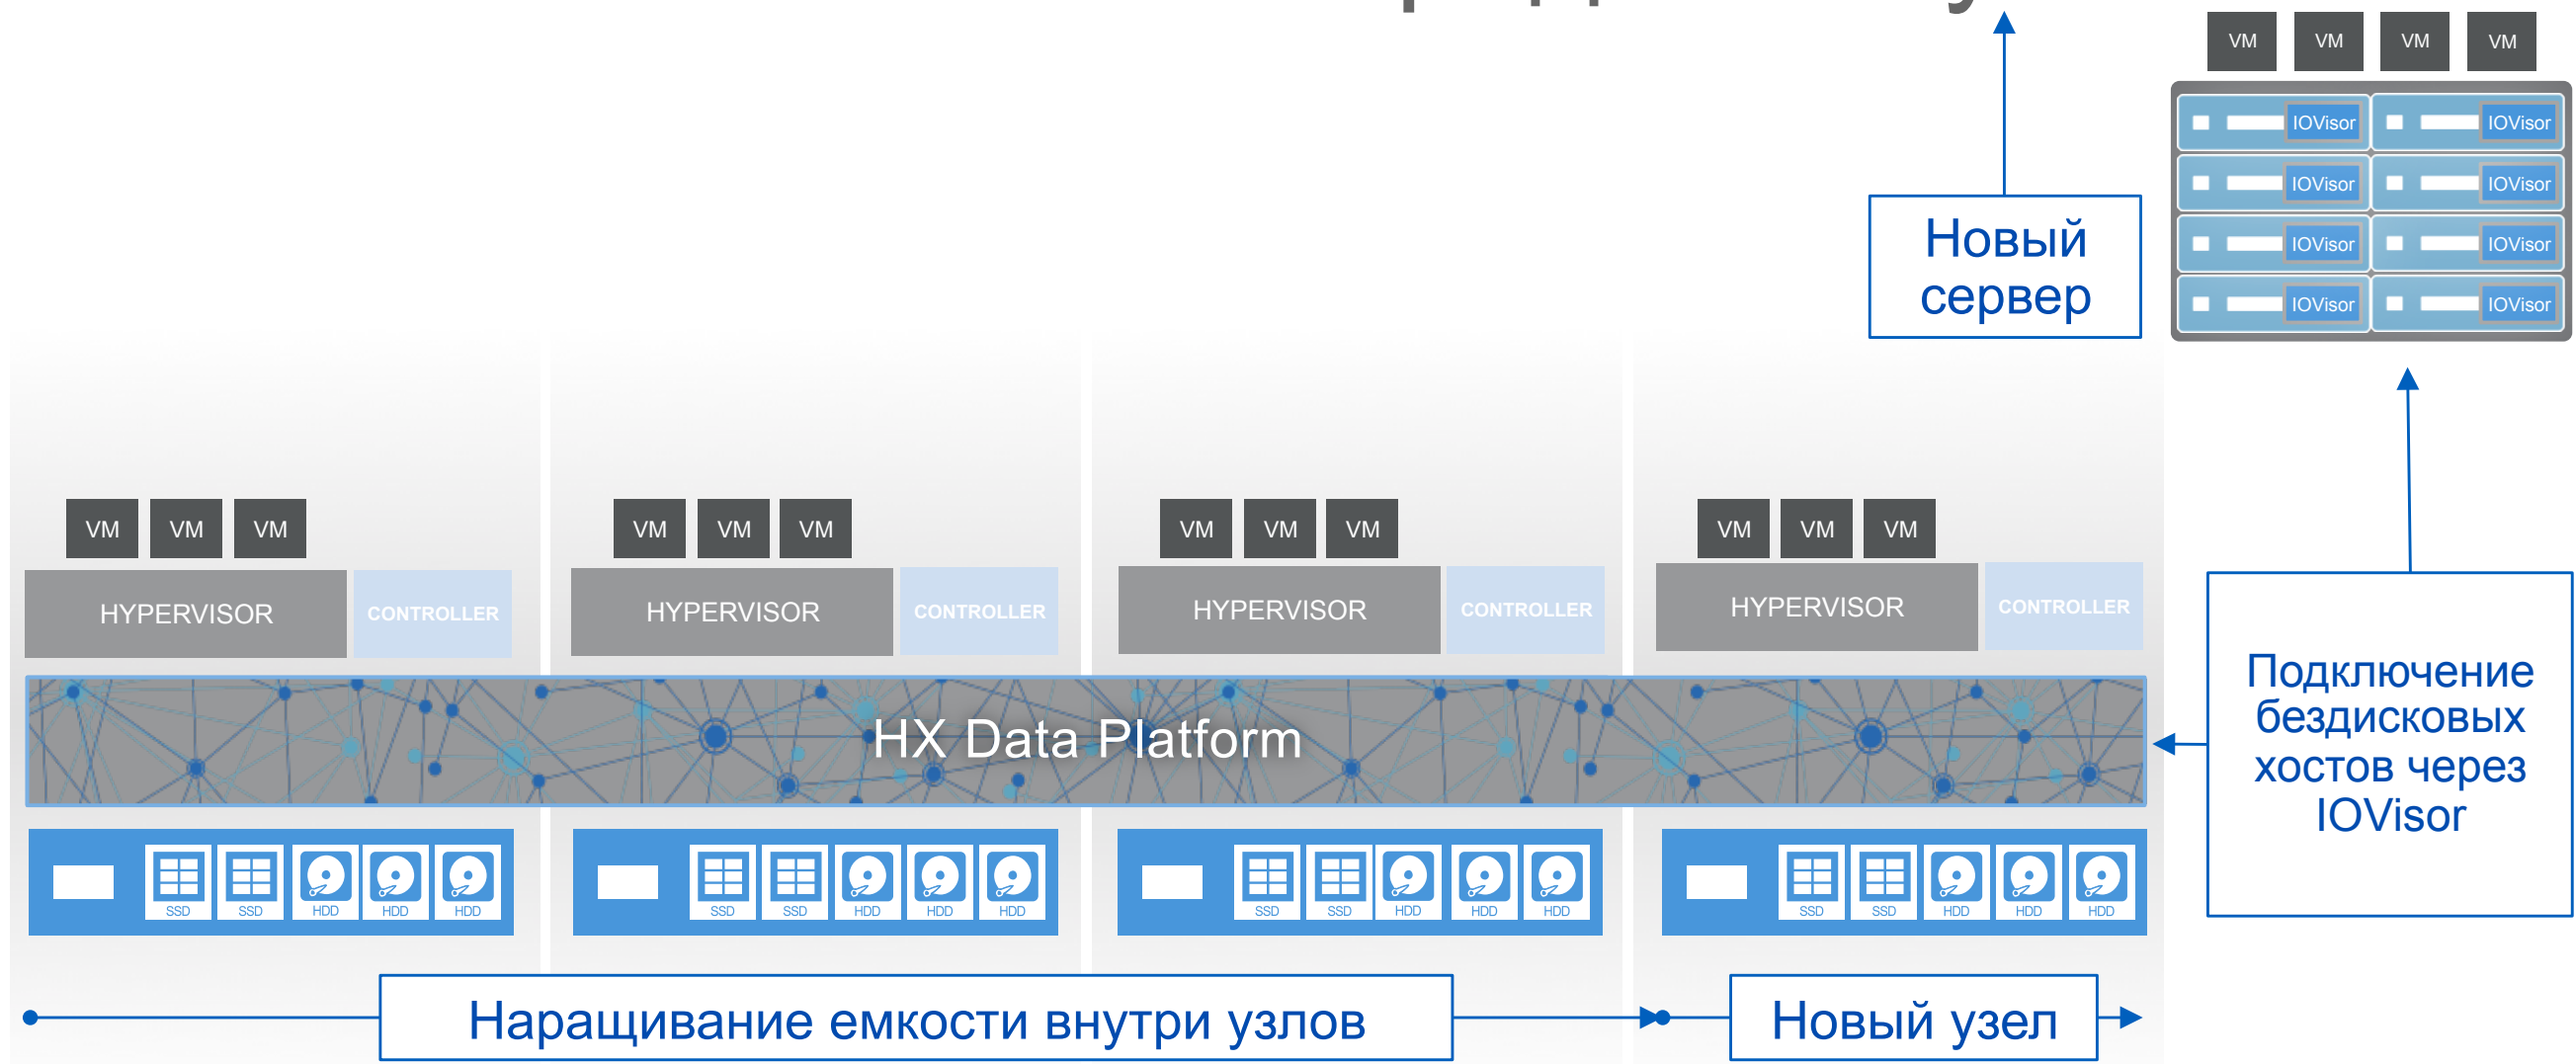 VM VM VM VM
IOVisor IOVisor
IOVisor IOVisor
IOVisor IOVisor
IOVisor IOVisor
Новый
сервер
VM VM VM VM VM VM VM VM VM VM VM VM
HYPERVISOR CONTROLLER HYPERVISOR CONTROLLER HYPERVISOR CONTROLLER HYPERVISOR CONTROLLER
HX Data Platform
Подключение
бездисковых
хостов через
IOVisor
SSD SSD HDD HDD HDD SSD SSD HDD HDD HDD SSD SSD HDD HDD HDD SSD SSD HDD HDD HDD
Наращивание емкости внутри узлов
Новый узел